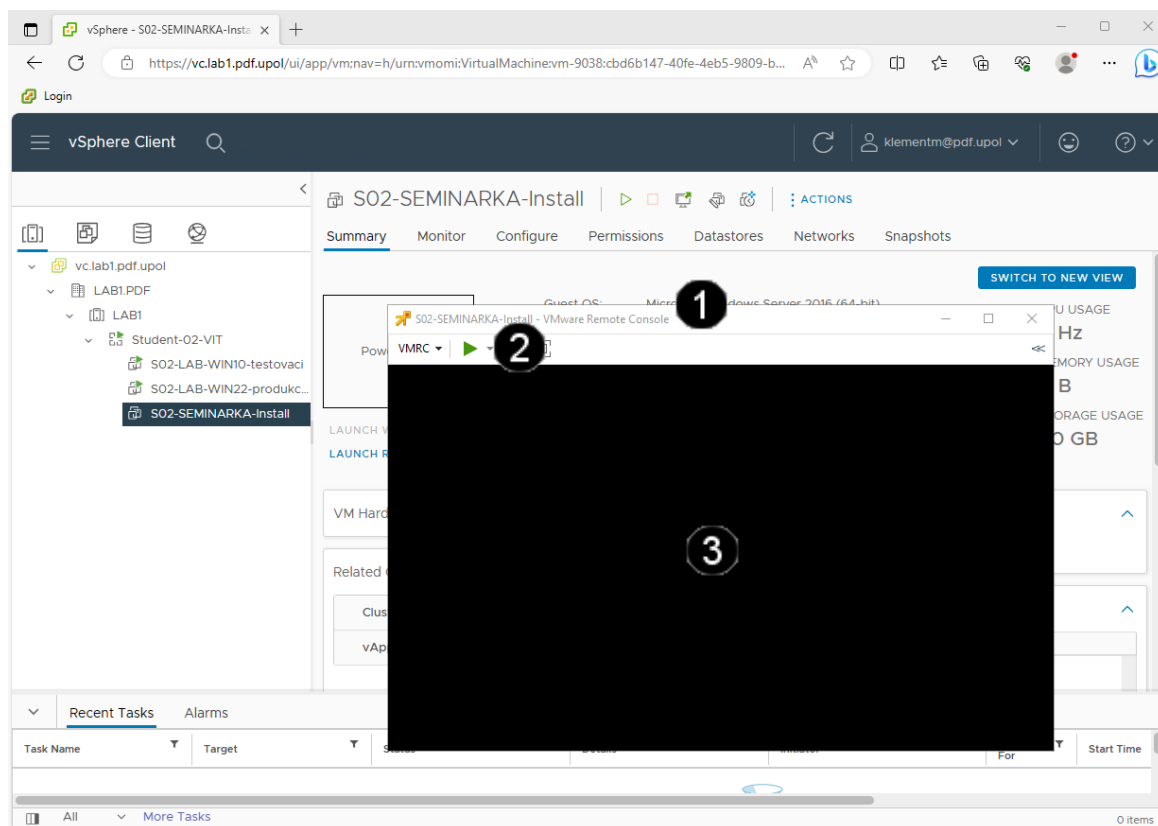 vSphere - S02-SEMINARKA-Insta
https://vc.lab1.pdf.upol/ui/app/vm;nav=h/urn:vmomi:VirtualMachine:vm-9038:cbd6b147-40fe-4eb5-9809-b...
Login
vSphere Client
klementm@pdf.upol
S02-SEMINARKA-Install
ACTIONS
Summary Monitor Configure Permissions Datastores Networks Snapshots
vc.lab1.pdf.upol
LAB1.PDF
LAB1
Student-02-VIT
S02-LAB-WIN10-testovaci
S02-LAB-WIN22-produkc...
S02-SEMINARKA-Install
SWITCH TO NEW VIEW
Guest OS: Micro dows Server 2016 (64-bit)
1
S02-SEMINARKA-Install - VMware Remote Console
VMRC
2
3
Pow
LAUNCH
LAUNCH R
U USAGE
Hz
EMORY USAGE
B
ORAGE USAGE
0 GB
VM Hard
Related
Clus
vAp
Recent Tasks Alarms
Task Name Target Status Details Initiator For Start Time
All More Tasks
0 items